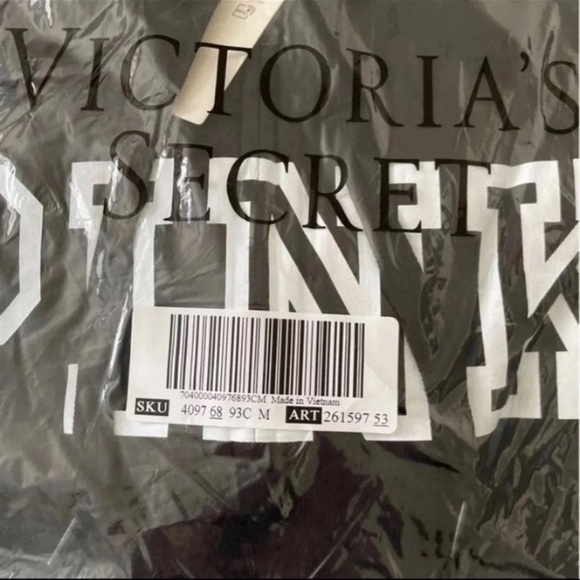 VICTORIA'S
SECRET
PINK
704000040976893CM Made in Vietnam
SKU 4097 68 93C M ART 261597 53